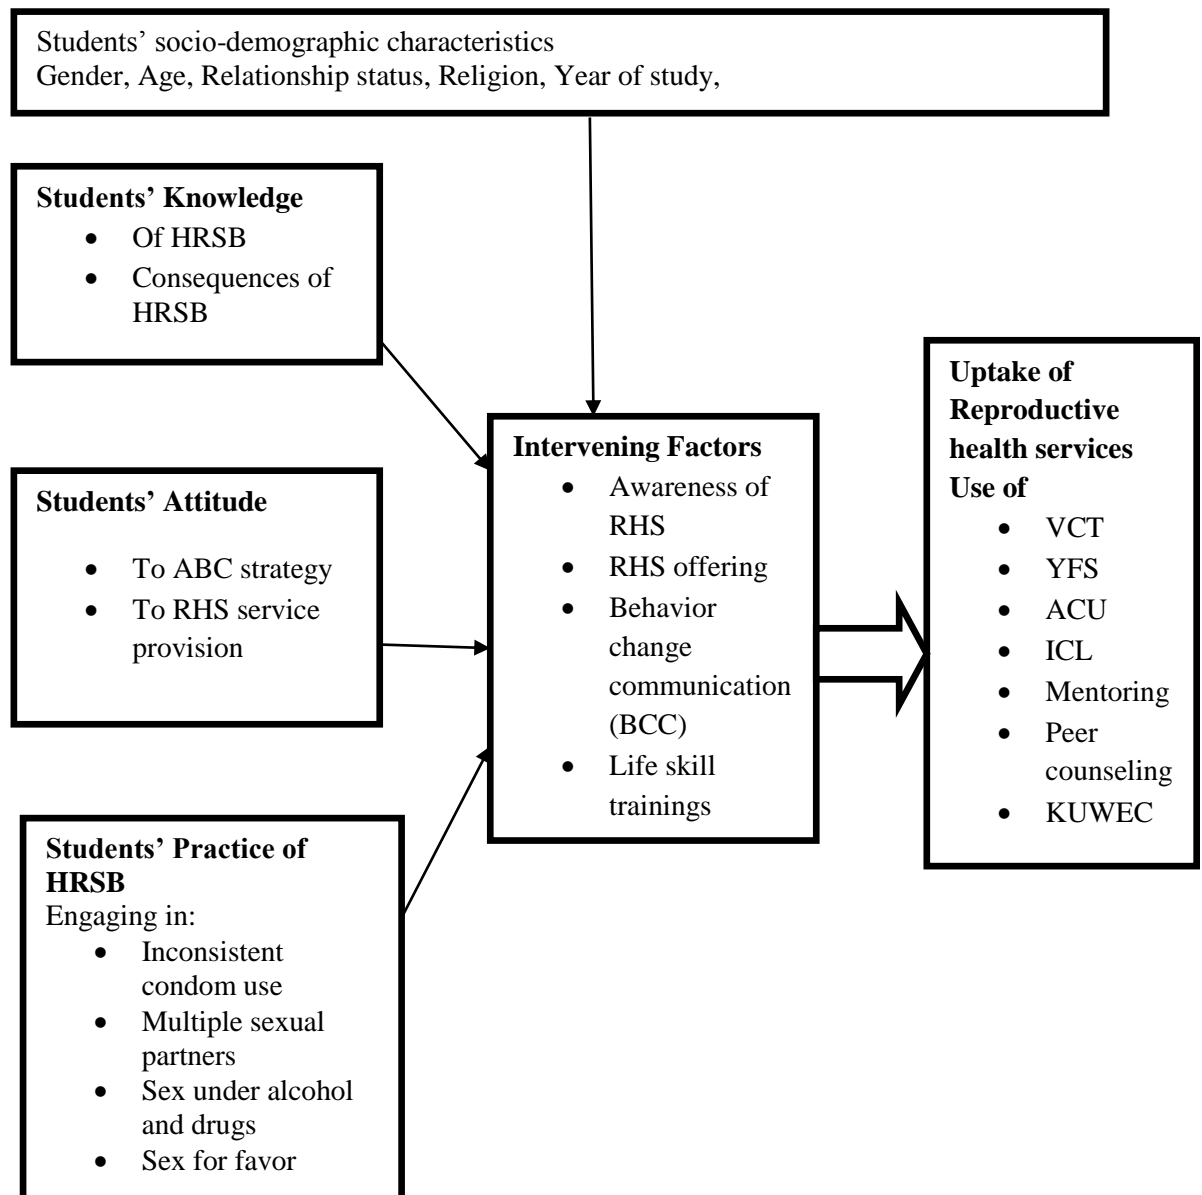 Students’ socio-demographic characteristics
Gender, Age, Relationship status, Religion, Year of study,
Students’ Knowledge
• Of HRSB
• Consequences of
HRSB
Students’ Attitude
• To ABC strategy
• To RHS service
provision
Students’ Practice of
HRSB
Engaging in:
• Inconsistent
condom use
• Multiple sexual
partners
• Sex under alcohol
and drugs
• Sex for favor
Intervening Factors
• Awareness of
RHS
• RHS offering
• Behavior
change
communication
(BCC)
• Life skill
trainings
Uptake of
Reproductive
health services
Use of
• VCT
• YFS
• ACU
• ICL
• Mentoring
• Peer
counseling
• KUWEC